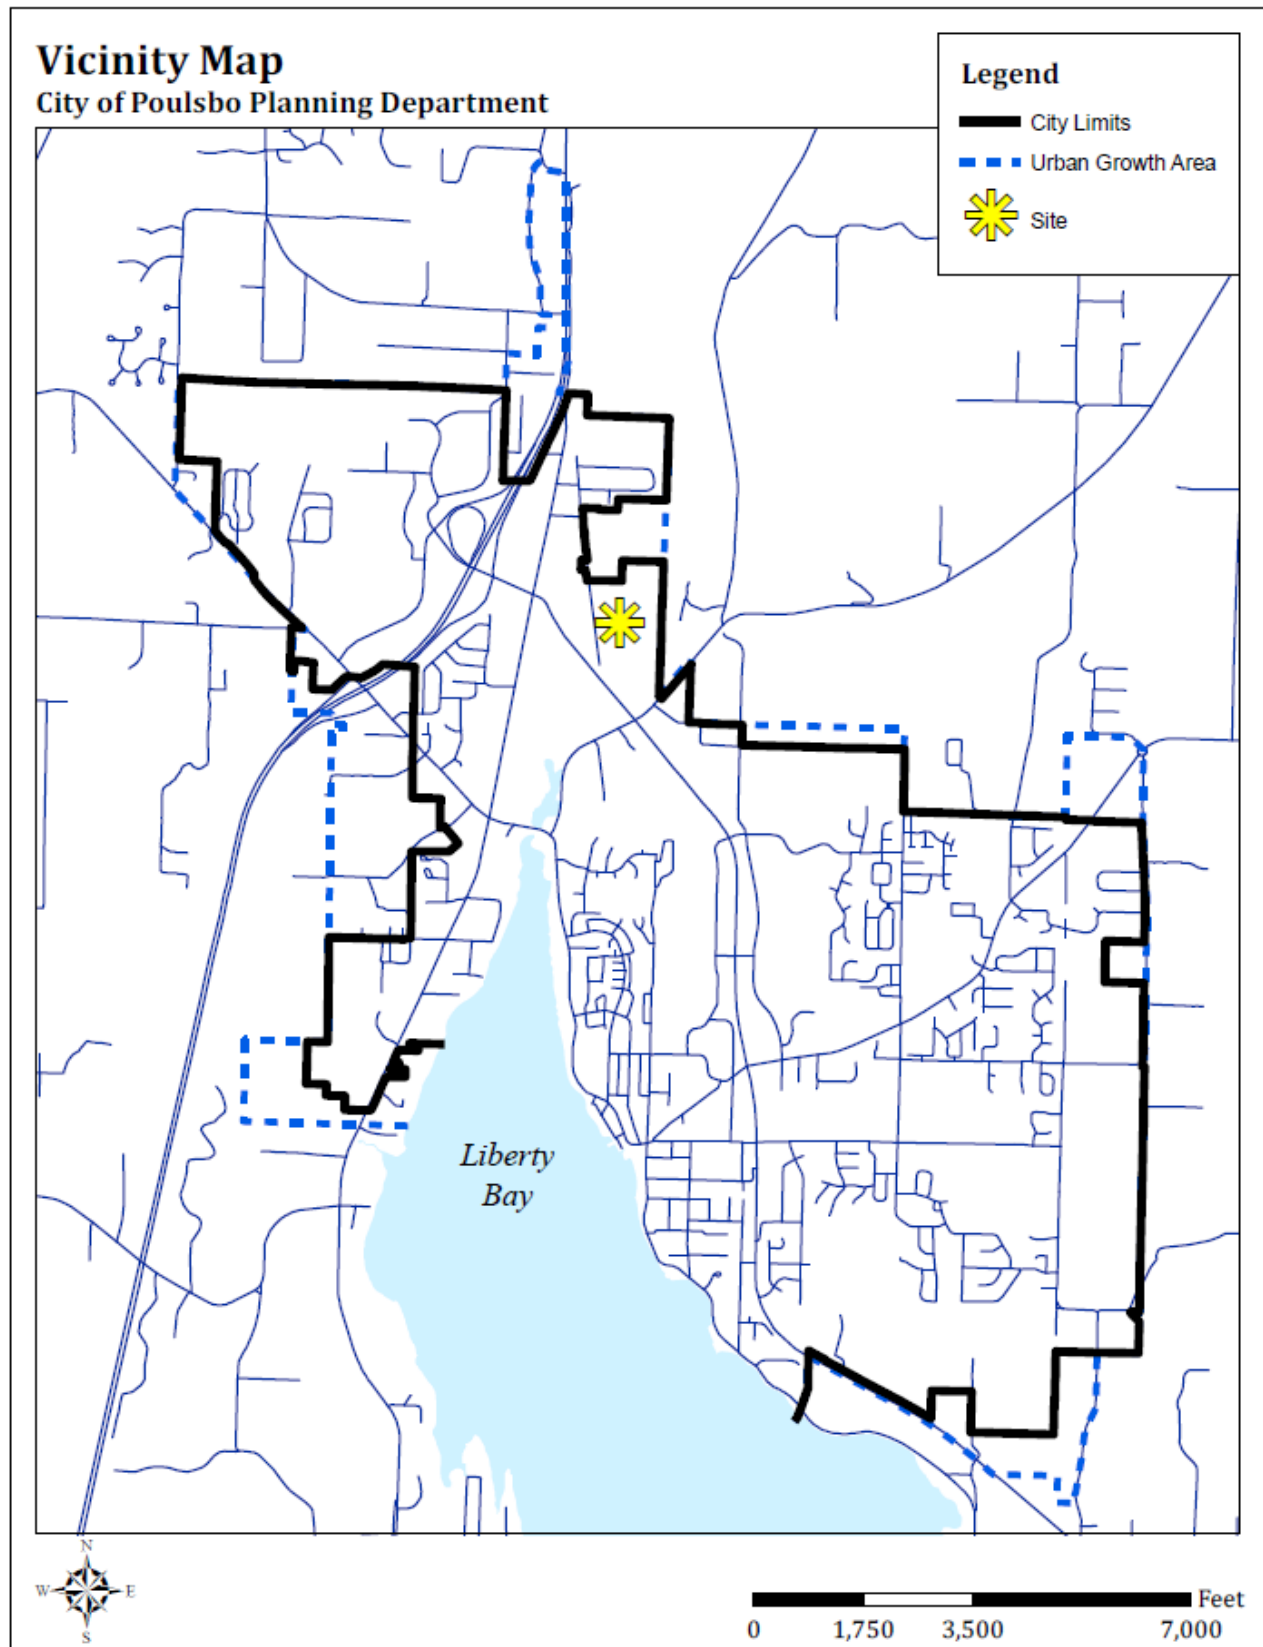 Vicinity Map
City of Poulsbo Planning Department
Legend
City Limits
Urban Growth Area
Site
Liberty
Bay
N
W E
S
Feet
0 1,750 3,500 7,000